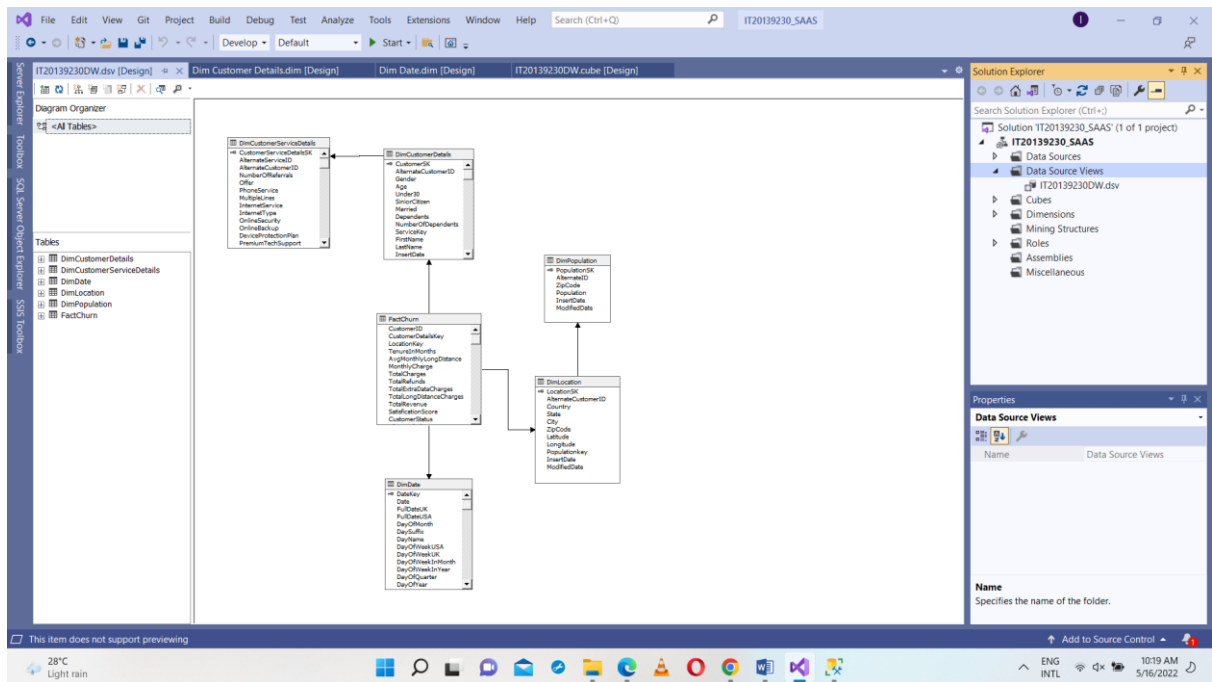 File Edit View Git Project Build Debug Test Analyze Tools Extensions Window Help Search (Ctrl+Q) IT20139230_SAAS I
Develop Default Start
IT20139230DW.dsv [Design] Dim Customer Details.dim [Design] Dim Date.dim [Design] IT20139230DW.cube [Design]
Server Explorer
Toolbox
SQL Server Object Explorer
SSIS Toolbox
Diagram Organizer
<All Tables>
Tables
DimCustomerDetails
DimCustomerServiceDetails
DimDate
DimLocation
DimPopulation
FactChurn
DimCustomerServiceDetails
CustomerServiceDetailsSK
AlternateServiceID
AlternateCustomerID
NumberOfReferrals
Offer
PhoneService
MultipleLines
InternetService
InternetType
OnlineSecurity
OnlineBackup
DeviceProtectionPlan
PremiumTechSupport
DimCustomerDetails
CustomerSK
AlternateCustomerID
Gender
Age
Under30
SiniorCitizen
Married
Dependents
NumberOfDependents
ServiceKey
FirstName
LastName
InsertDate
DimPopulation
PopulationSK
AlternateID
ZipCode
Population
InsertDate
ModifiedDate
FactChurn
CustomerID
CustomerDetailsKey
LocationKey
TenureInMonths
AvgMonthlyLongDistance
MonthlyCharge
TotalCharges
TotalRefunds
TotalExtraDataCharges
TotalLongDistanceCharges
TotalRevenue
SatisficationScore
CustomerStatus
DimLocation
LocationSK
AlternateCustomerID
Country
State
City
ZipCode
Latitude
Longitude
Populationkey
InsertDate
ModifiedDate
DimDate
DateKey
Date
FullDateUK
FullDateUSA
DayOfMonth
DaySuffix
DayName
DayOfWeekUSA
DayOfWeekUK
DayOfWeekInMonth
DayOfWeekInYear
DayOfQuarter
DayOfYear
Solution Explorer
Search Solution Explorer (Ctrl+;)
Solution 'IT20139230_SAAS' (1 of 1 project)
IT20139230_SAAS
Data Sources
Data Source Views
IT20139230DW.dsv
Cubes
Dimensions
Mining Structures
Roles
Assemblies
Miscellaneous
Properties
Data Source Views
Name Data Source Views
Name
Specifies the name of the folder.
This item does not support previewing
Add to Source Control 1
28°C
Light rain
ENG
INTL
10:19 AM
5/16/2022